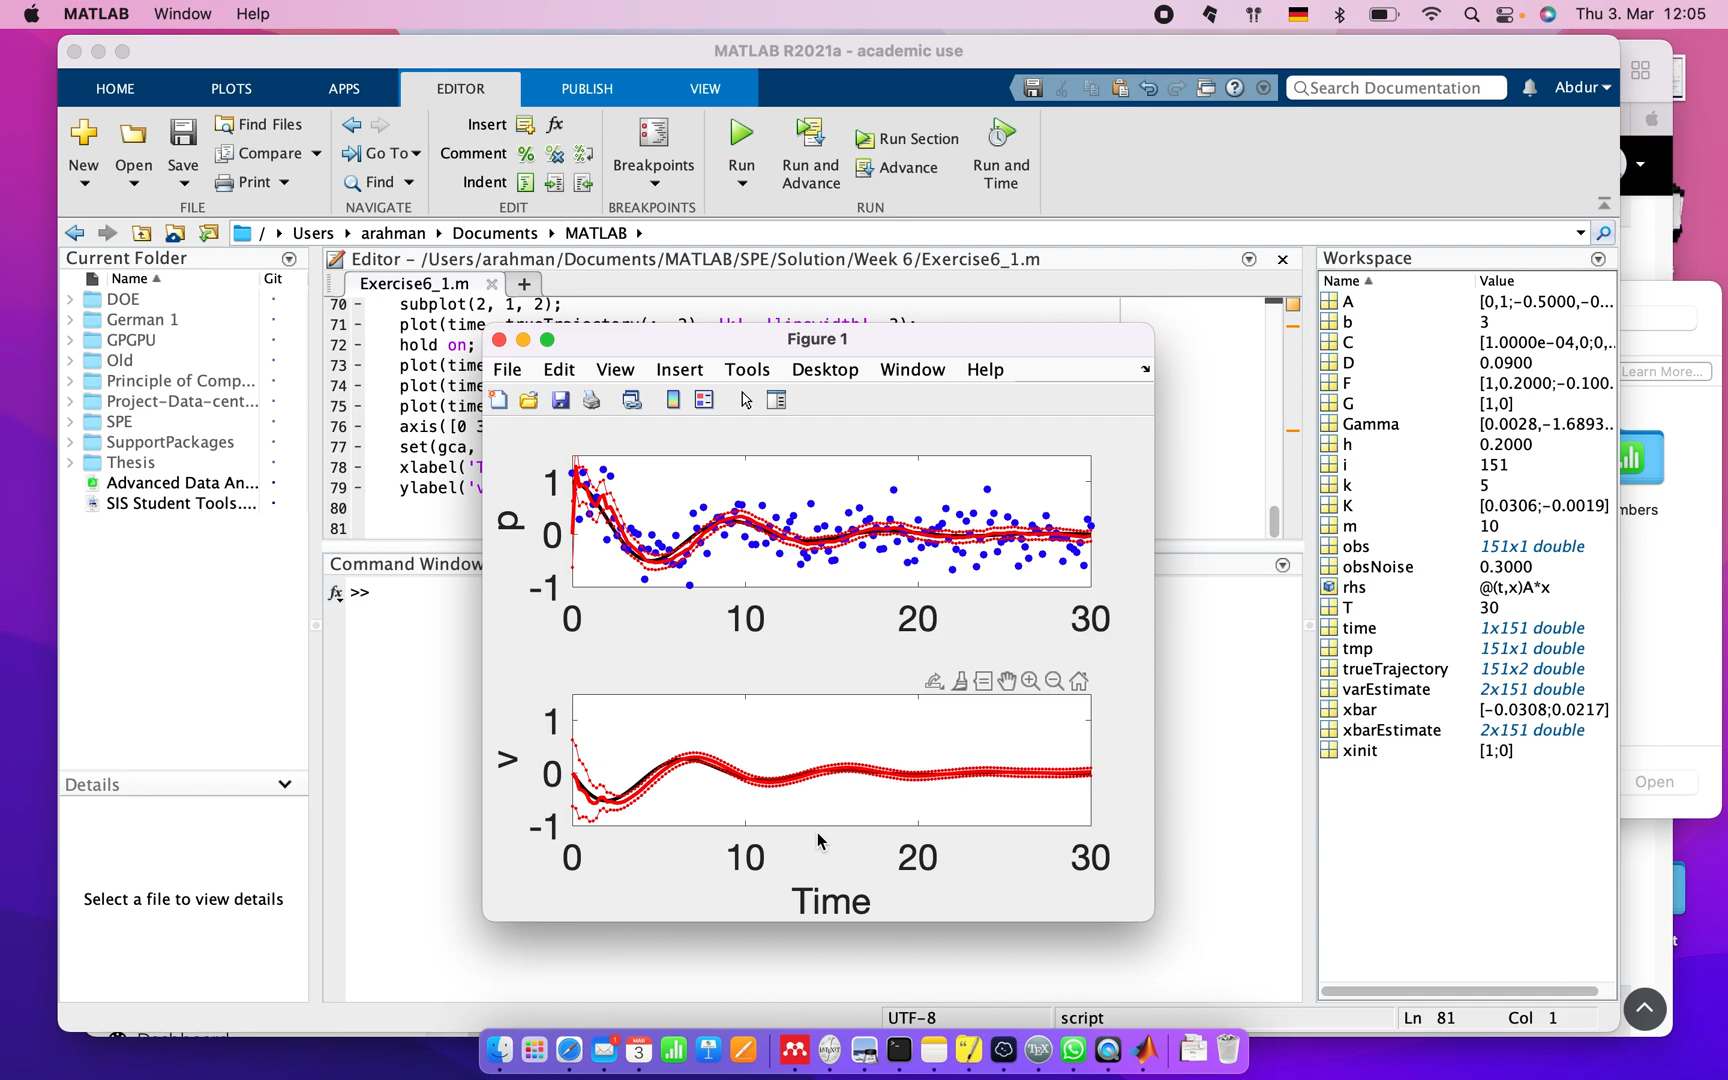 MATLAB Window Help Thu 3. Mar 12:05
MATLAB R2021a - academic use
HOME PLOTS APPS EDITOR PUBLISH VIEW Search Documentation Abdur
New Open Save Find Files Compare Print
FILE
Go To Find
NAVIGATE
Insert fx
Comment
Indent
EDIT
Breakpoints
BREAKPOINTS
Run Run and Advance Run Section Advance Run and Time
RUN
/ Users arahman Documents MATLAB
Current Folder
Name Git
DOE
German 1
GPGPU
Old
Principle of Comp...
Project-Data-cent...
SPE
SupportPackages
Thesis
Advanced Data An...
SIS Student Tools....
Details
Select a file to view details
Editor - /Users/arahman/Documents/MATLAB/SPE/Solution/Week 6/Exercise6_1.m
Exercise6_1.m
70 - subplot(2, 1, 2);
71 - plot(time, trueTrajectory(:, 2), 'k', 'linewidth', 3);
72 - hold on;
73 - plot(time
74 - plot(time
75 - plot(time
76 - axis([0 3
77 - set(gca,
78 - xlabel('T
79 - ylabel('v
80
81
Command Window
fx >>
Figure 1
File Edit View Insert Tools Desktop Window Help
p
1
0
-1
0 10 20 30
v
1
0
-1
0 10 20 30
Time
Workspace
Name Value
A [0,1;-0.5000,-0...
b 3
C [1.0000e-04,0;0,..
D 0.0900
F [1,0.2000;-0.100.
G [1,0]
Gamma [0.0028,-1.6893..
h 0.2000
i 151
k 5
K [0.0306;-0.0019]
m 10
obs 151x1 double
obsNoise 0.3000
rhs @(t,x)A*x
T 30
time 1x151 double
tmp 151x1 double
trueTrajectory 151x2 double
varEstimate 2x151 double
xbar [-0.0308;0.0217]
xbarEstimate 2x151 double
xinit [1;0]
Learn More...
nbers
Open
UTF-8 script Ln 81 Col 1
MAR
3
TEX